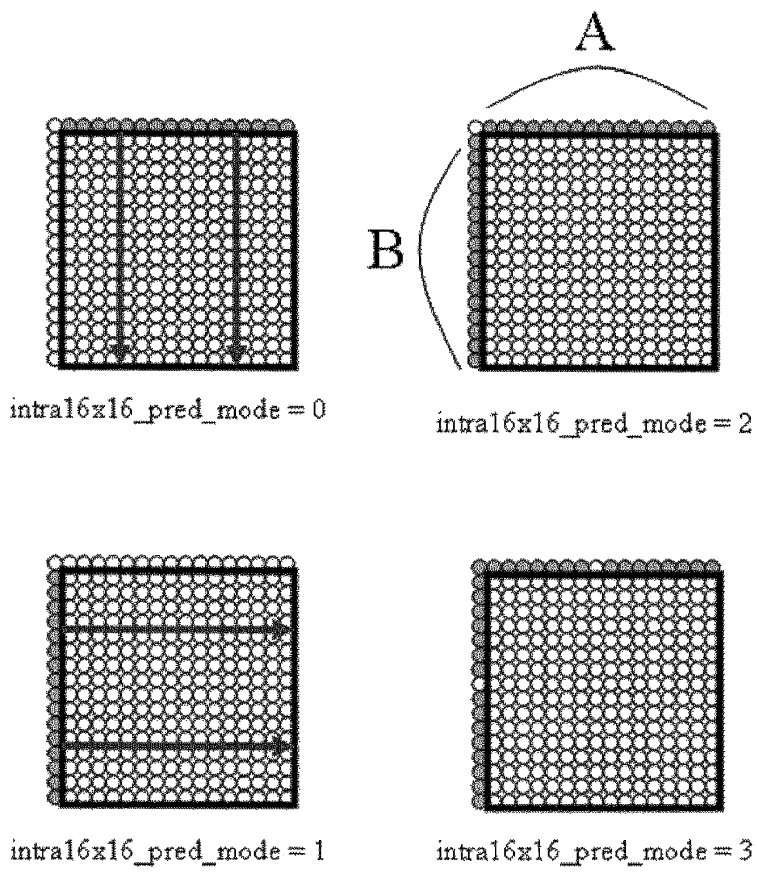 A
B
intra16x16_pred_mode = 0
intra16x16_pred_mode = 2
intra16x16_pred_mode = 1
intra16x16_pred_mode = 3